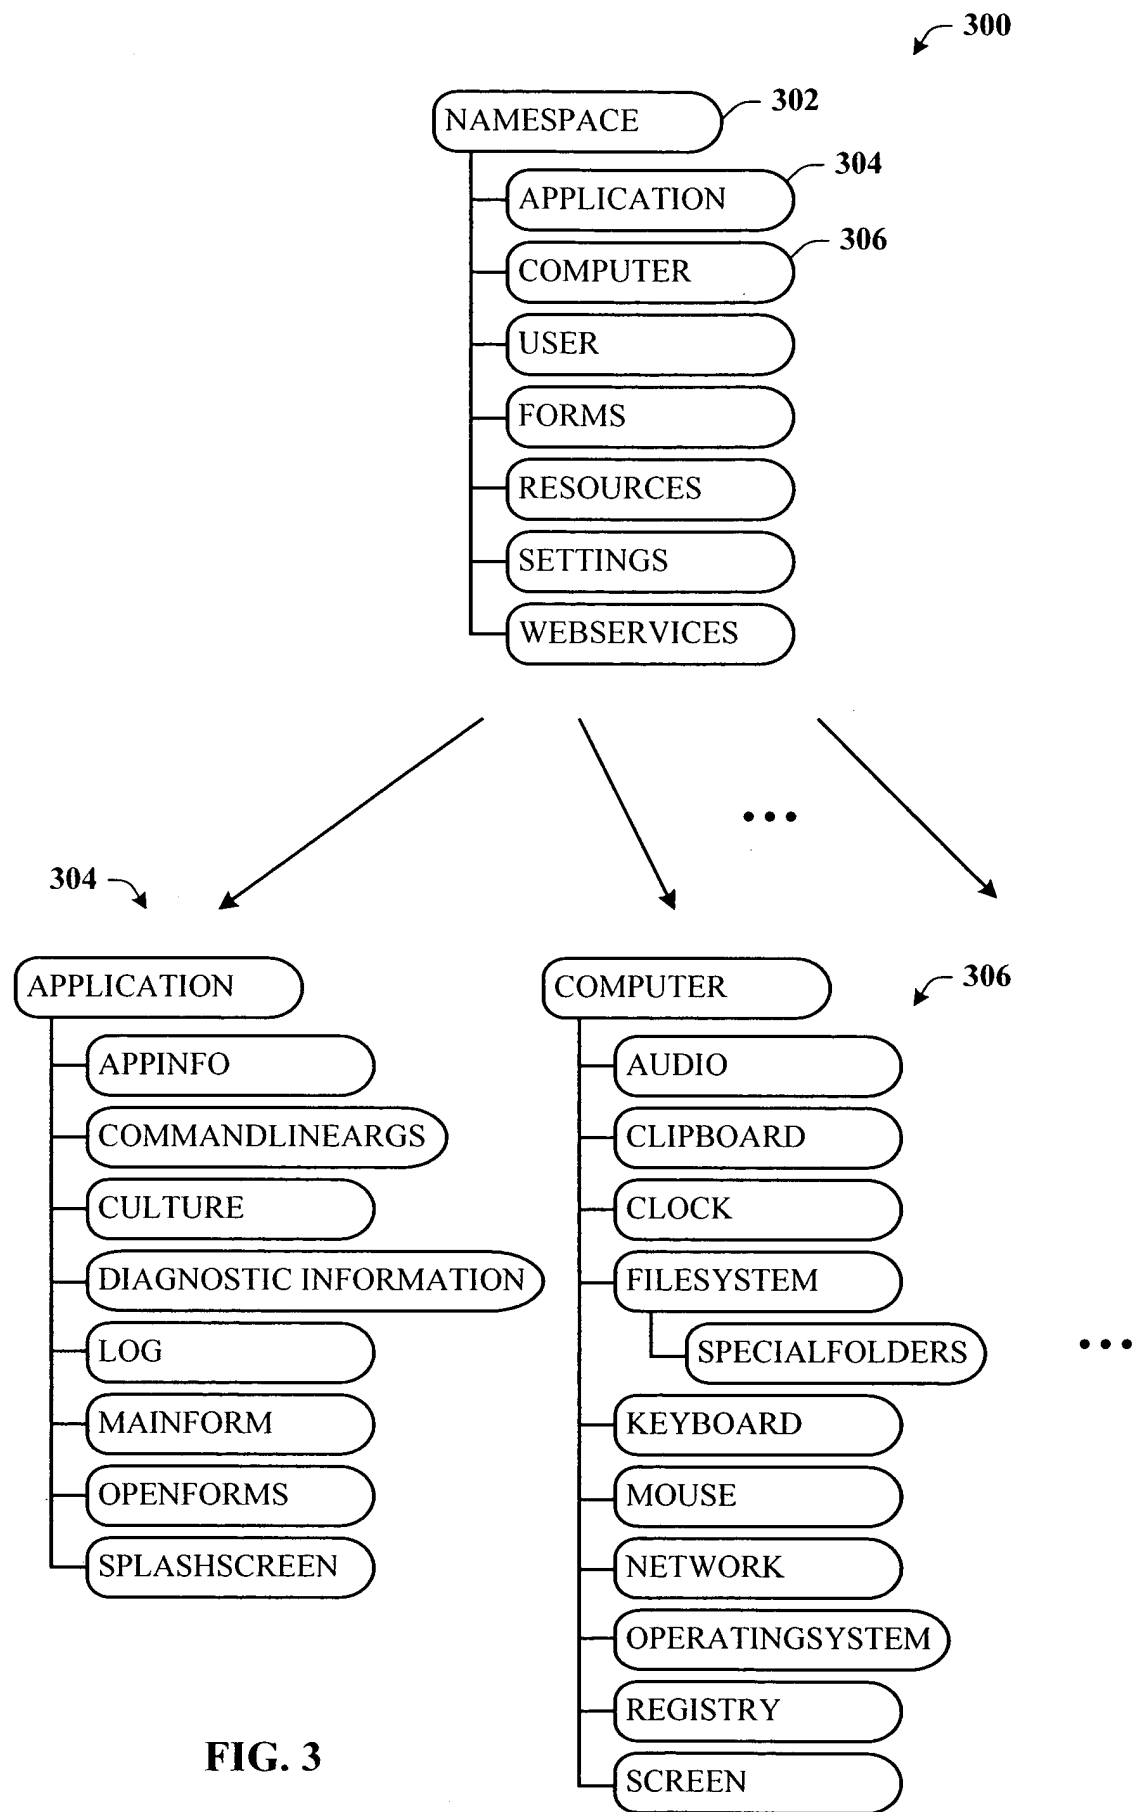 300
NAMESPACE
302
APPLICATION
304
COMPUTER
306
USER
FORMS
RESOURCES
SETTINGS
WEBSERVICES
304
APPLICATION
APPINFO
COMMANDLINEARGS
CULTURE
DIAGNOSTIC INFORMATION
LOG
MAINFORM
OPENFORMS
SPLASHSCREEN
COMPUTER
306
AUDIO
CLIPBOARD
CLOCK
FILESYSTEM
SPECIALFOLDERS
KEYBOARD
MOUSE
NETWORK
OPERATINGSYSTEM
REGISTRY
SCREEN
FIG. 3